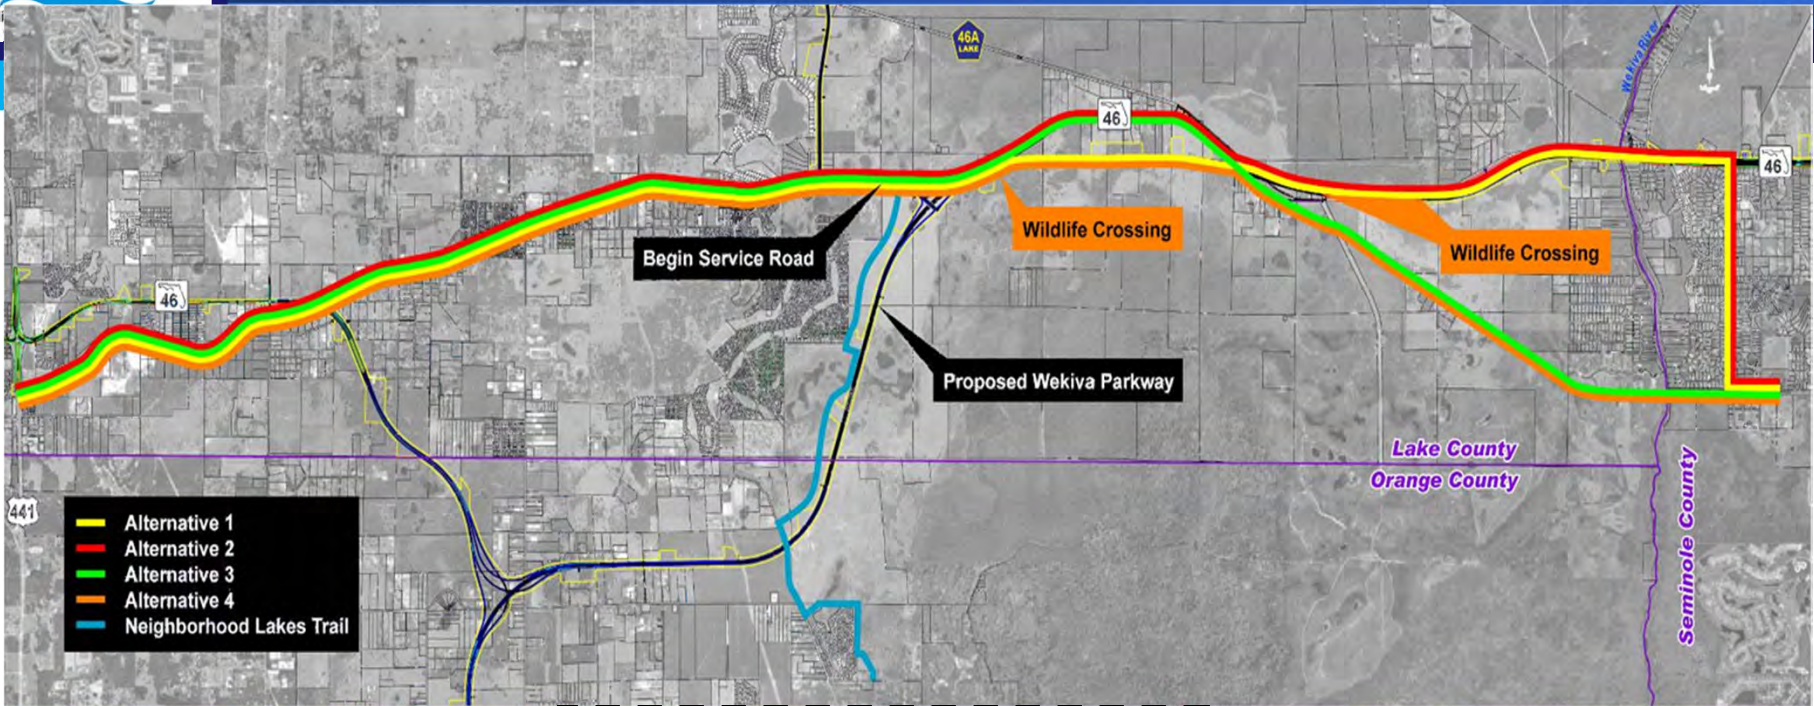 46A
LAKE
Wekiva River
46
46
Wildlife Crossing
Begin Service Road
Wildlife Crossing
46
Proposed Wekiva Parkway
Lake County
Orange County
Seminole County
441
Alternative 1
Alternative 2
Alternative 3
Alternative 4
Neighborhood Lakes Trail